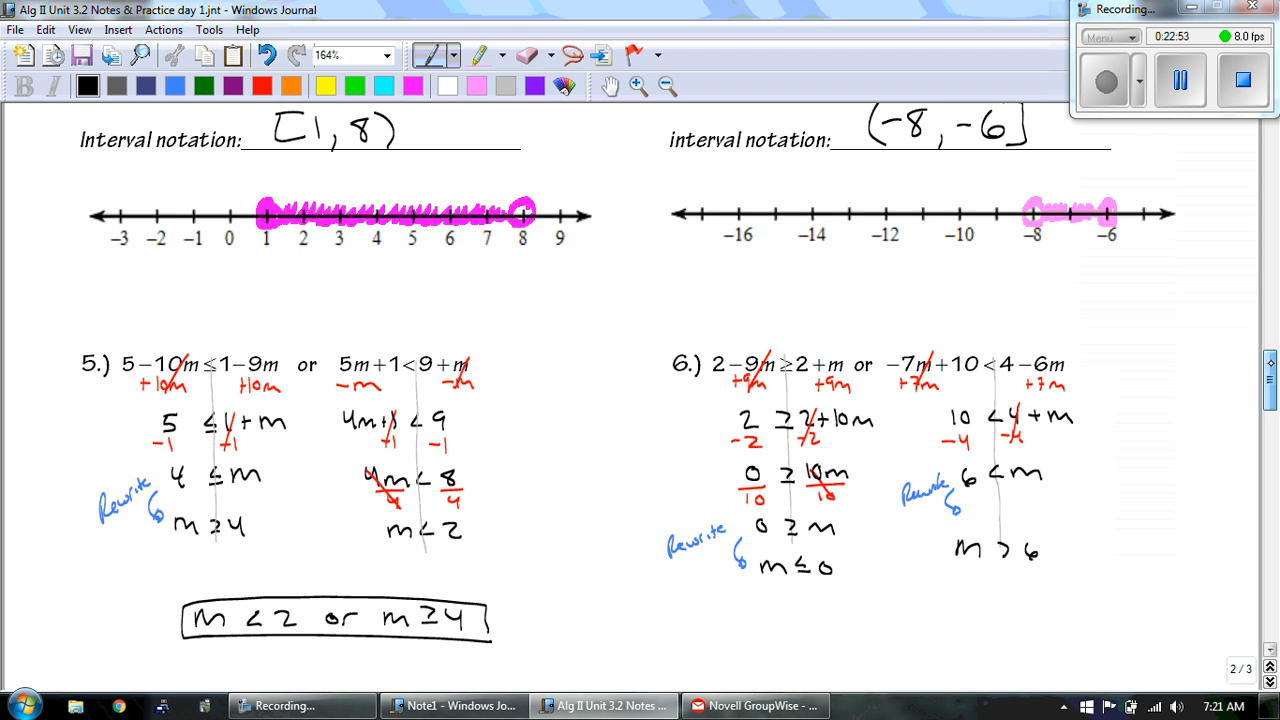 Alg II Unit 3.2 Notes & Practice day 1.jnt - Windows Journal
Recording...
File Edit View Insert Actions Tools Help
Menu
00:22:53
8.0 fps
164%
B I
Interval notation: [1, 8)
interval notation: (-8, -6]
-3 -2 -1 0 1 2 3 4 5 6 7 8 9
-16 -14 -12 -10 -8 -6
5.) 5-10m≤1-9m or 5m+1<9+m
+10m +10m -m -m
5 ≤ 1+m 4m+1 < 9
-1 -1 -1 -1
4 ≤ m 4m < 8
4 4
Rewrite
m ≥ 4 m < 2
m < 2 or m ≥ 4
6.) 2-9m≥2+m or -7m+10<4-6m
+9m +9m +7m +7m
2 ≥ 2+10m 10 < 4+m
-2 -2 -4 -4
0 ≥ 10m 6 < m
10 10
Rewrite
0 ≥ m
Rewrite
m > 6
m ≤ 0
2/3
Recording...
Note1 - Windows Jo...
Alg II Unit 3.2 Notes ...
Novell GroupWise - ...
7:21 AM